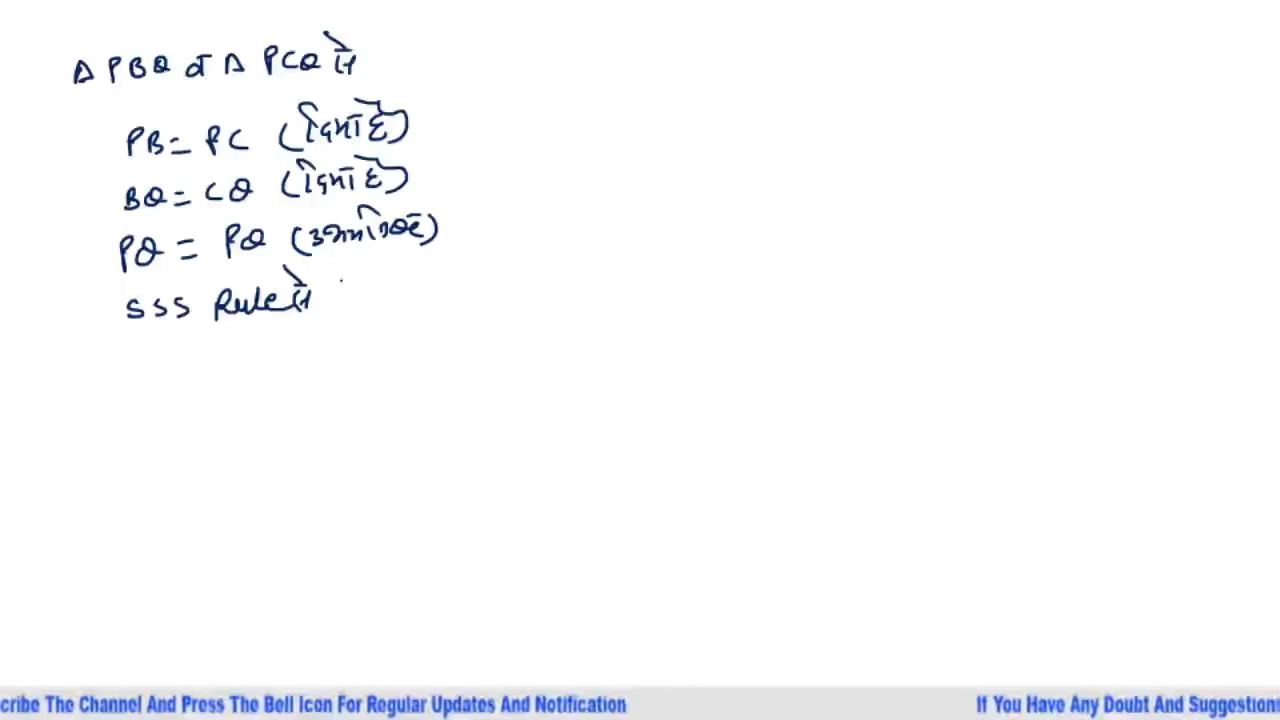 Δ PBQ व Δ PCQ में
PB = PC (दिया है)
BQ = CQ (दिया है)
PQ = PQ (उभयनिष्ठ)
SSS Rule से
cribe The Channel And Press The Bell Icon For Regular Updates And Notification
If You Have Any Doubt And Suggestion